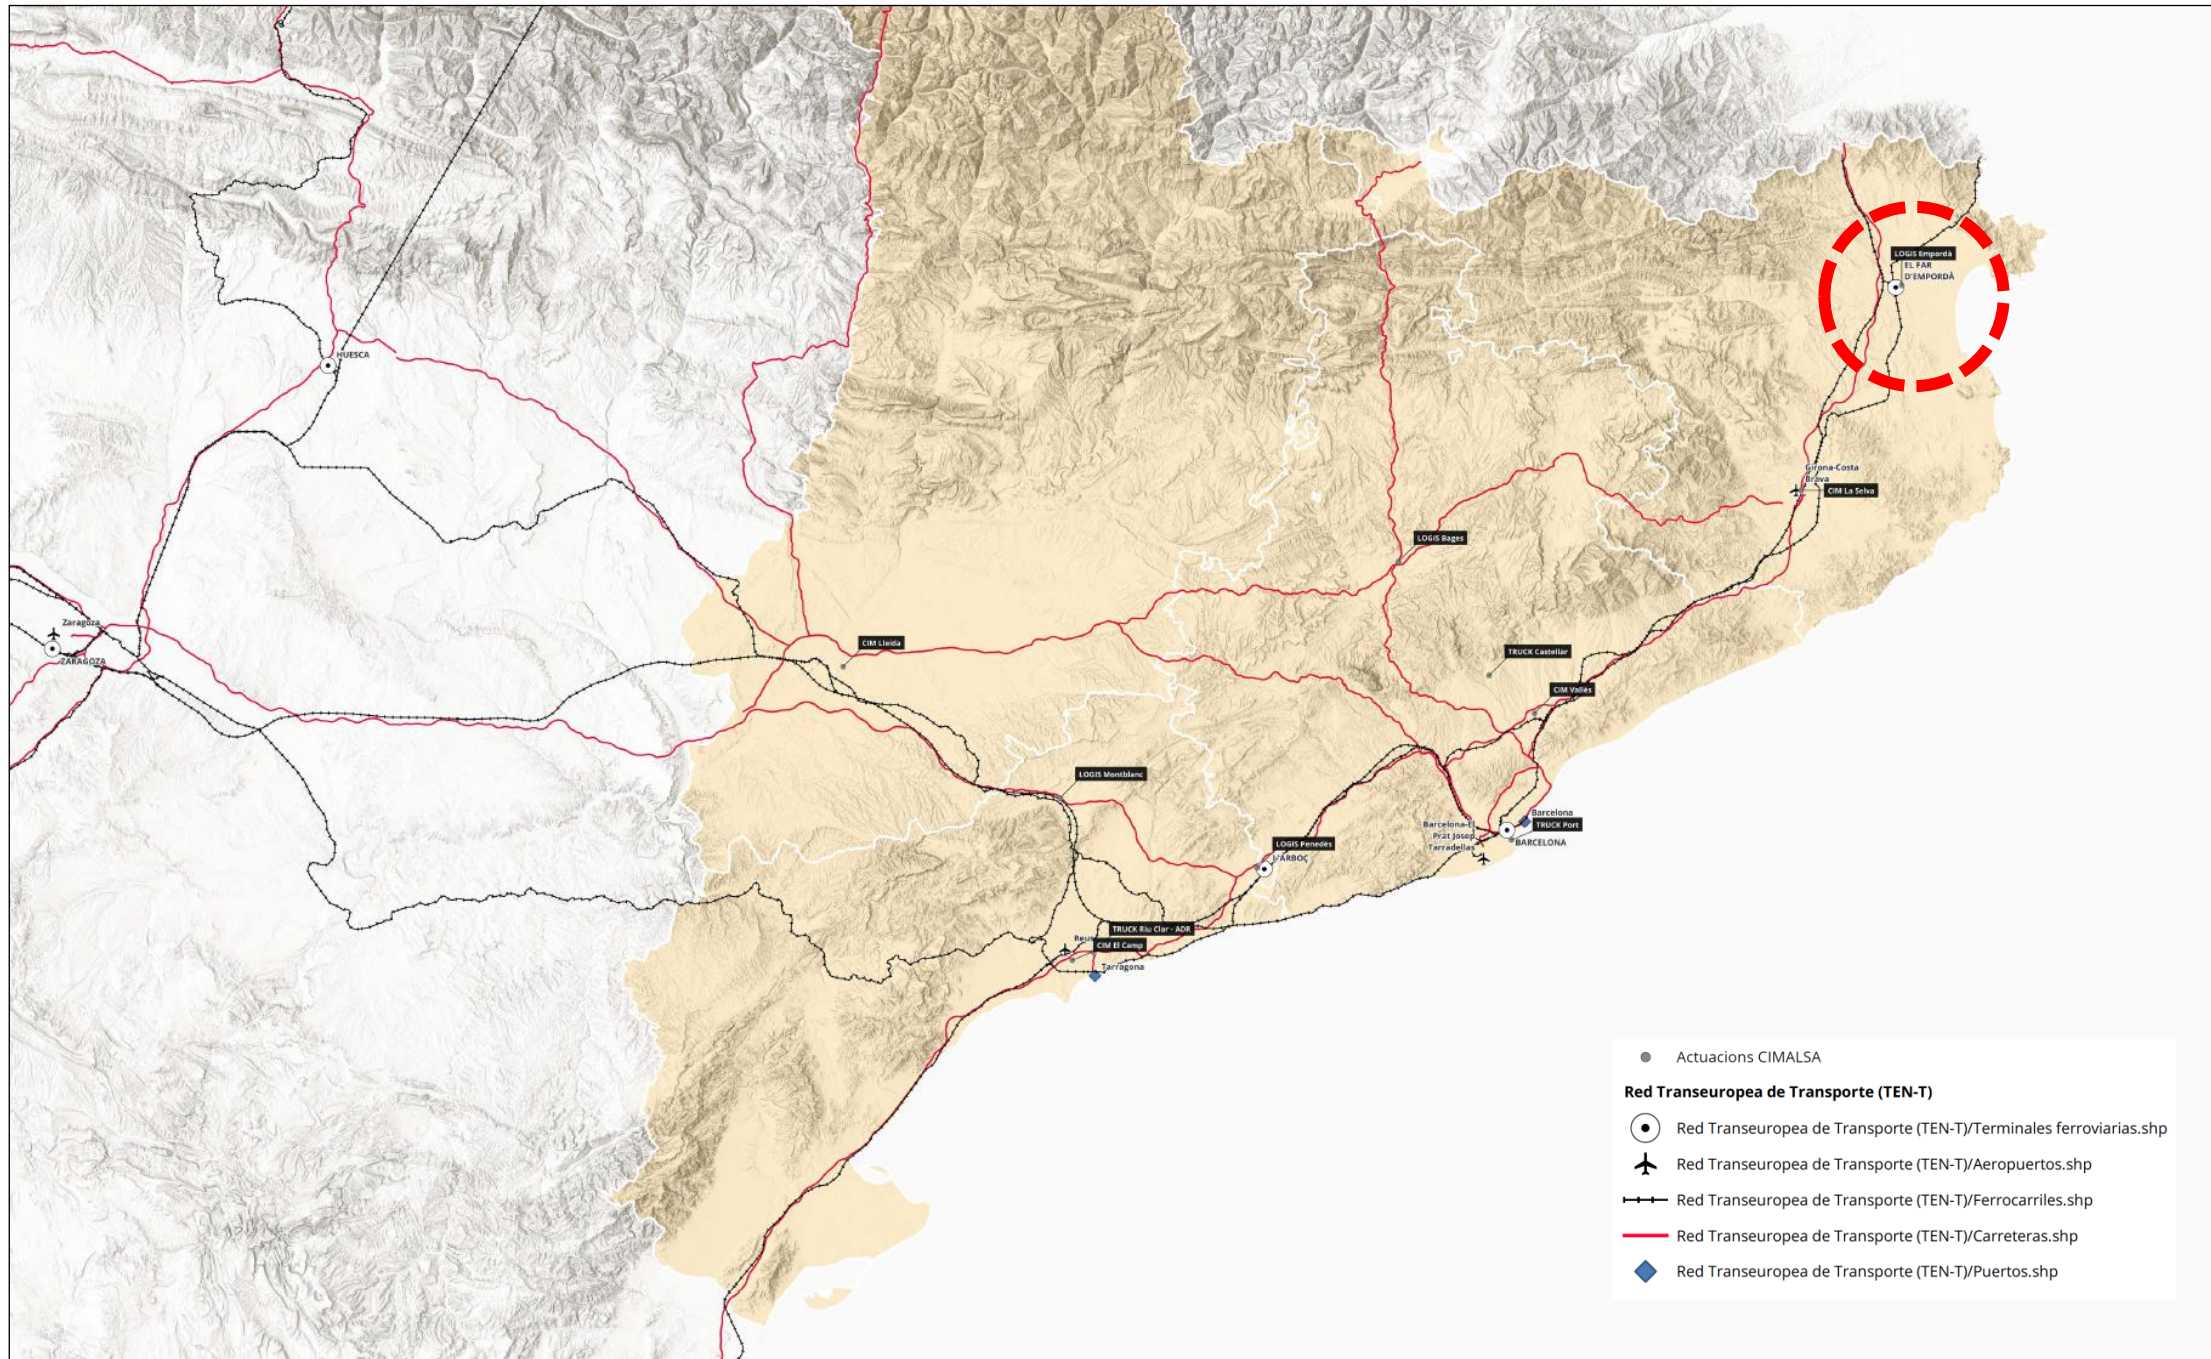 LOGIS Empordà
EL FAR
D'EMPORDÀ
HUESCA
Girona-Costa
Brava
CIM La Selva
LOGIS Bages
Zaragoza
ZARAGOZA
CIM Lleida
TRUCK Castellar
CIM Vallès
LOGIS Montblanc
Barcelona
Barcelona-El
Prat Josep
Tarradellas
TRUCK Port
BARCELONA
LOGIS Penedès
L'ARBOÇ
TRUCK Riu Clar - ADR
Reus
CIM El Camp
Tarragona
Actuacions CIMALSA
Red Transeuropea de Transporte (TEN-T)
Red Transeuropea de Transporte (TEN-T)/Terminales ferroviarias.shp
Red Transeuropea de Transporte (TEN-T)/Aeropuertos.shp
Red Transeuropea de Transporte (TEN-T)/Ferrocarriles.shp
Red Transeuropea de Transporte (TEN-T)/Carreteras.shp
Red Transeuropea de Transporte (TEN-T)/Puertos.shp